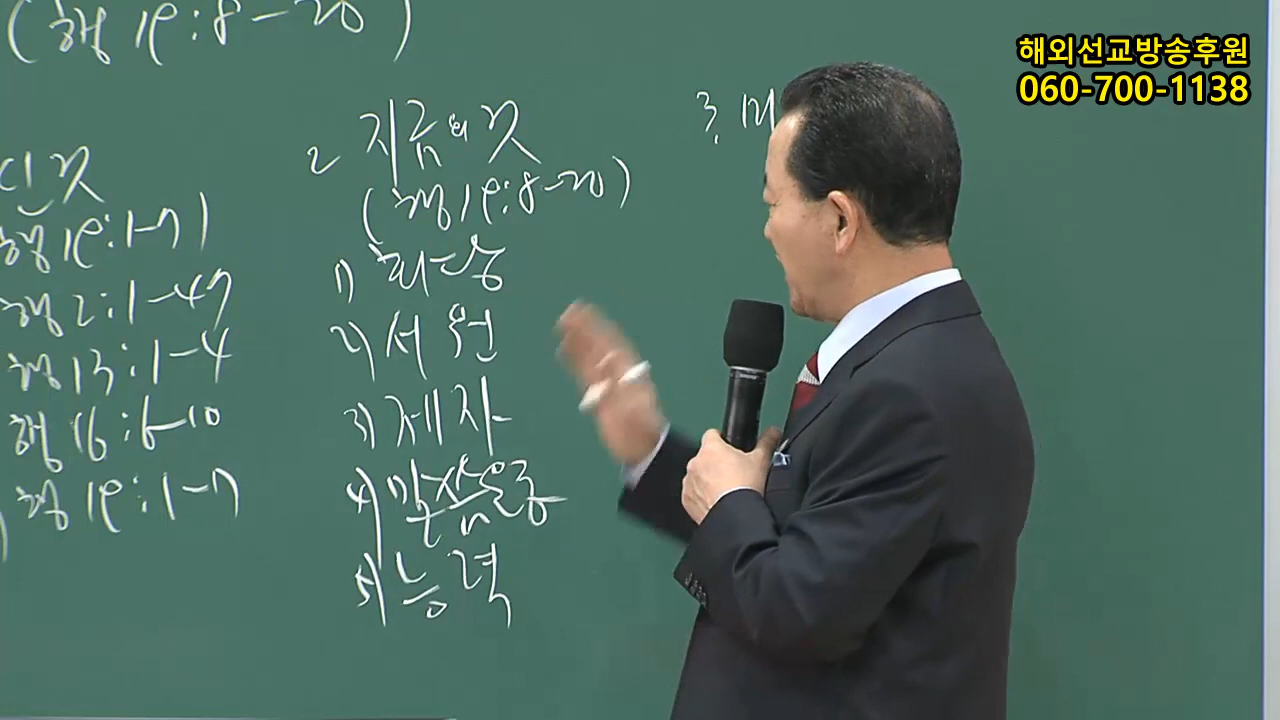 (행 19:8-20)
해외선교방송후원
060-700-1138
행 19:1-7)
행 2:1-47
행 13:1-4
행 16:6-10
행 19:1-7
2 지금의 것
(행 19:8-20)
1) 회당
2) 서원
3) 제자
4) 말씀운동
5) 능력
3.